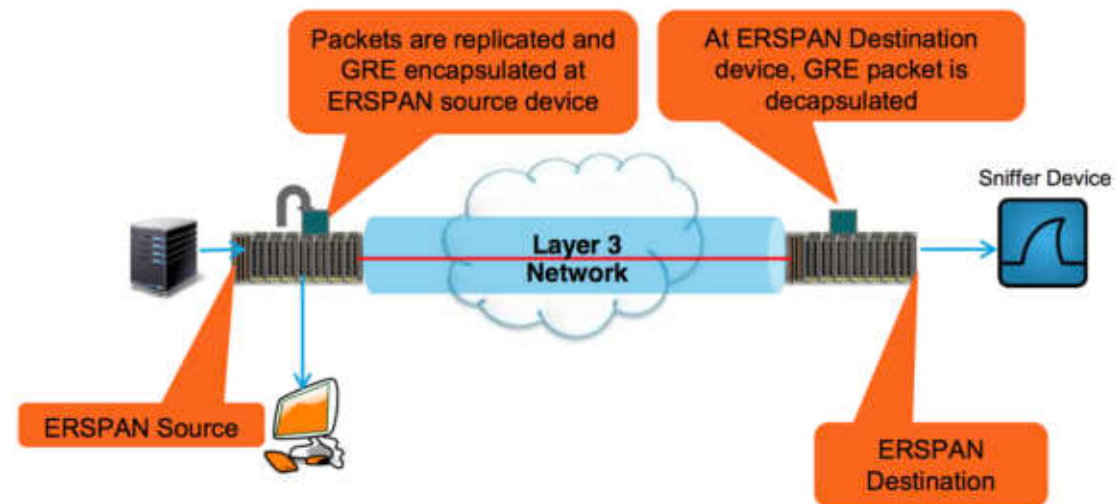 Packets are replicated and
GRE encapsulated at
ERSPAN source device
At ERSPAN Destination
device, GRE packet is
decapsulated
Sniffer Device
Layer 3
Network
ERSPAN Source
ERSPAN
Destination